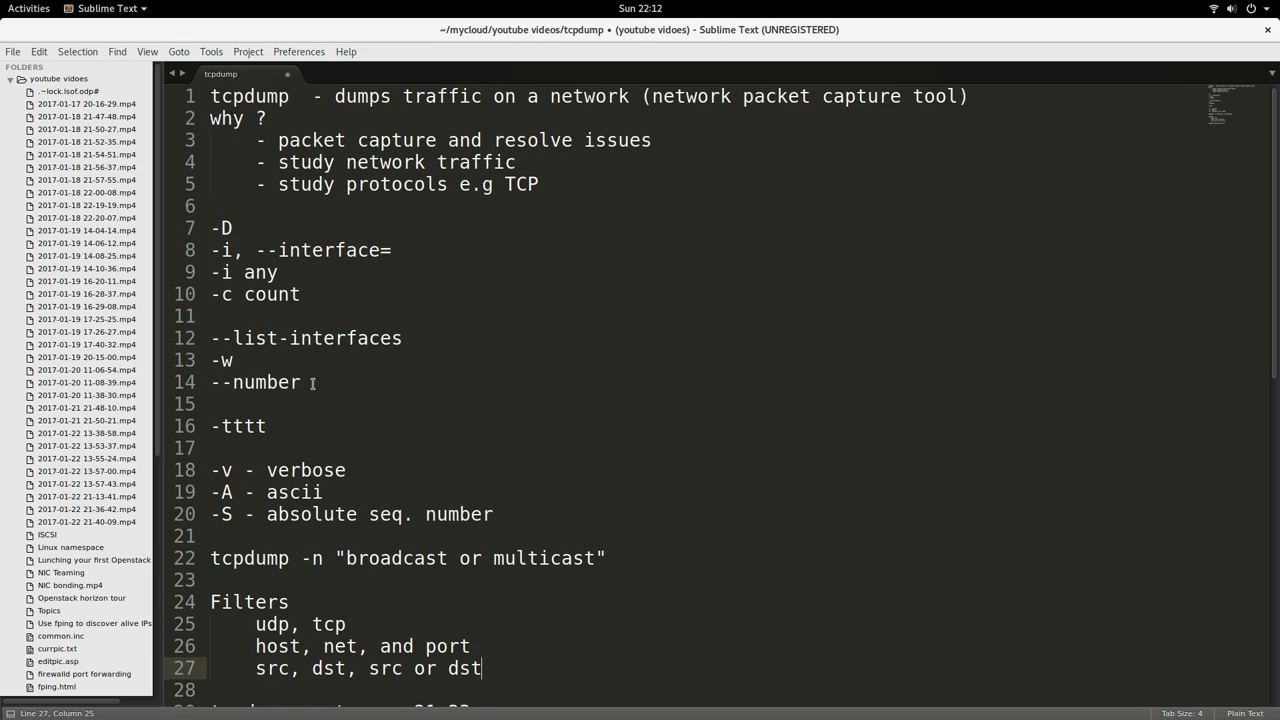 Activities
Sublime Text
Sun 22:12
~/mycloud/youtube videos/tcpdump • (youtube vidoes) - Sublime Text (UNREGISTERED)
File Edit Selection Find View Goto Tools Project Preferences Help
FOLDERS
youtube vidoes
.~lock.lsof.odp#
2017-01-17 20-16-29.mp4
2017-01-18 21-47-48.mp4
2017-01-18 21-50-27.mp4
2017-01-18 21-52-35.mp4
2017-01-18 21-54-51.mp4
2017-01-18 21-56-37.mp4
2017-01-18 21-57-55.mp4
2017-01-18 22-00-08.mp4
2017-01-18 22-19-19.mp4
2017-01-18 22-20-07.mp4
2017-01-19 14-04-14.mp4
2017-01-19 14-06-12.mp4
2017-01-19 14-08-25.mp4
2017-01-19 14-10-36.mp4
2017-01-19 16-20-11.mp4
2017-01-19 16-28-37.mp4
2017-01-19 16-29-08.mp4
2017-01-19 17-25-25.mp4
2017-01-19 17-26-27.mp4
2017-01-19 17-40-32.mp4
2017-01-19 20-15-00.mp4
2017-01-20 11-06-54.mp4
2017-01-20 11-08-39.mp4
2017-01-20 11-38-30.mp4
2017-01-21 21-48-10.mp4
2017-01-21 21-50-21.mp4
2017-01-22 13-38-58.mp4
2017-01-22 13-53-37.mp4
2017-01-22 13-55-24.mp4
2017-01-22 13-57-00.mp4
2017-01-22 13-57-43.mp4
2017-01-22 21-13-41.mp4
2017-01-22 21-36-42.mp4
2017-01-22 21-40-09.mp4
ISCSI
Linux namespace
Lunching your first Openstack
NIC Teaming
NIC bonding.mp4
Openstack horizon tour
Topics
Use fping to discover alive IPs
common.inc
currpic.txt
editpic.asp
firewalld port forwarding
fping.html
tcpdump
1 tcpdump  - dumps traffic on a network (network packet capture tool)
2 why ?
3 - packet capture and resolve issues
4 - study network traffic
5 - study protocols e.g TCP
6
7 -D
8 -i, --interface=
9 -i any
10 -c count
11
12 --list-interfaces
13 -w
14 --number
15
16 -tttt
17
18 -v - verbose
19 -A - ascii
20 -S - absolute seq. number
21
22 tcpdump -n "broadcast or multicast"
23
24 Filters
25 udp, tcp
26 host, net, and port
27 src, dst, src or dst
28
Line 27, Column 25
Tab Size: 4
Plain Text